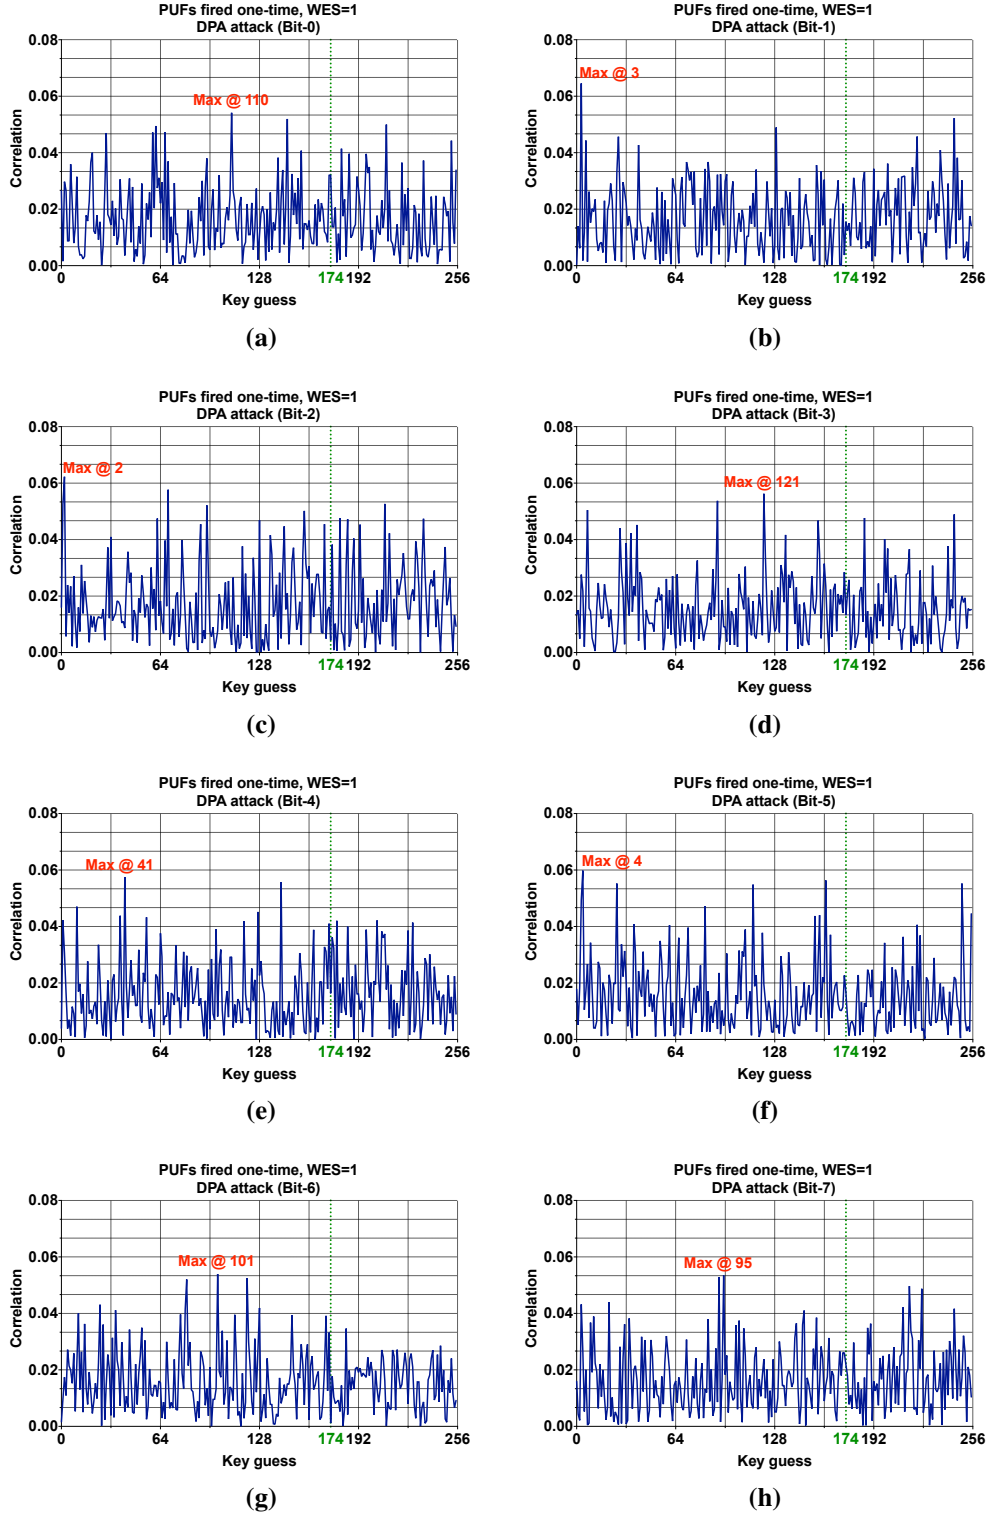 PUFs fired one-time, WES=1
DPA attack (Bit-0)
0.08
0.06
0.04
0.02
0.00
Correlation
Max @ 110
0 64 128 174 192 256
Key guess
(a)
PUFs fired one-time, WES=1
DPA attack (Bit-1)
0.08
0.06
0.04
0.02
0.00
Correlation
Max @ 3
0 64 128 174 192 256
Key guess
(b)
PUFs fired one-time, WES=1
DPA attack (Bit-2)
0.08
0.06
0.04
0.02
0.00
Correlation
Max @ 2
0 64 128 174 192 256
Key guess
(c)
PUFs fired one-time, WES=1
DPA attack (Bit-3)
0.08
0.06
0.04
0.02
0.00
Correlation
Max @ 121
0 64 128 174 192 256
Key guess
(d)
PUFs fired one-time, WES=1
DPA attack (Bit-4)
0.08
0.06
0.04
0.02
0.00
Correlation
Max @ 41
0 64 128 174 192 256
Key guess
(e)
PUFs fired one-time, WES=1
DPA attack (Bit-5)
0.08
0.06
0.04
0.02
0.00
Correlation
Max @ 4
0 64 128 174 192 256
Key guess
(f)
PUFs fired one-time, WES=1
DPA attack (Bit-6)
0.08
0.06
0.04
0.02
0.00
Correlation
Max @ 101
0 64 128 174 192 256
Key guess
(g)
PUFs fired one-time, WES=1
DPA attack (Bit-7)
0.08
0.06
0.04
0.02
0.00
Correlation
Max @ 95
0 64 128 174 192 256
Key guess
(h)